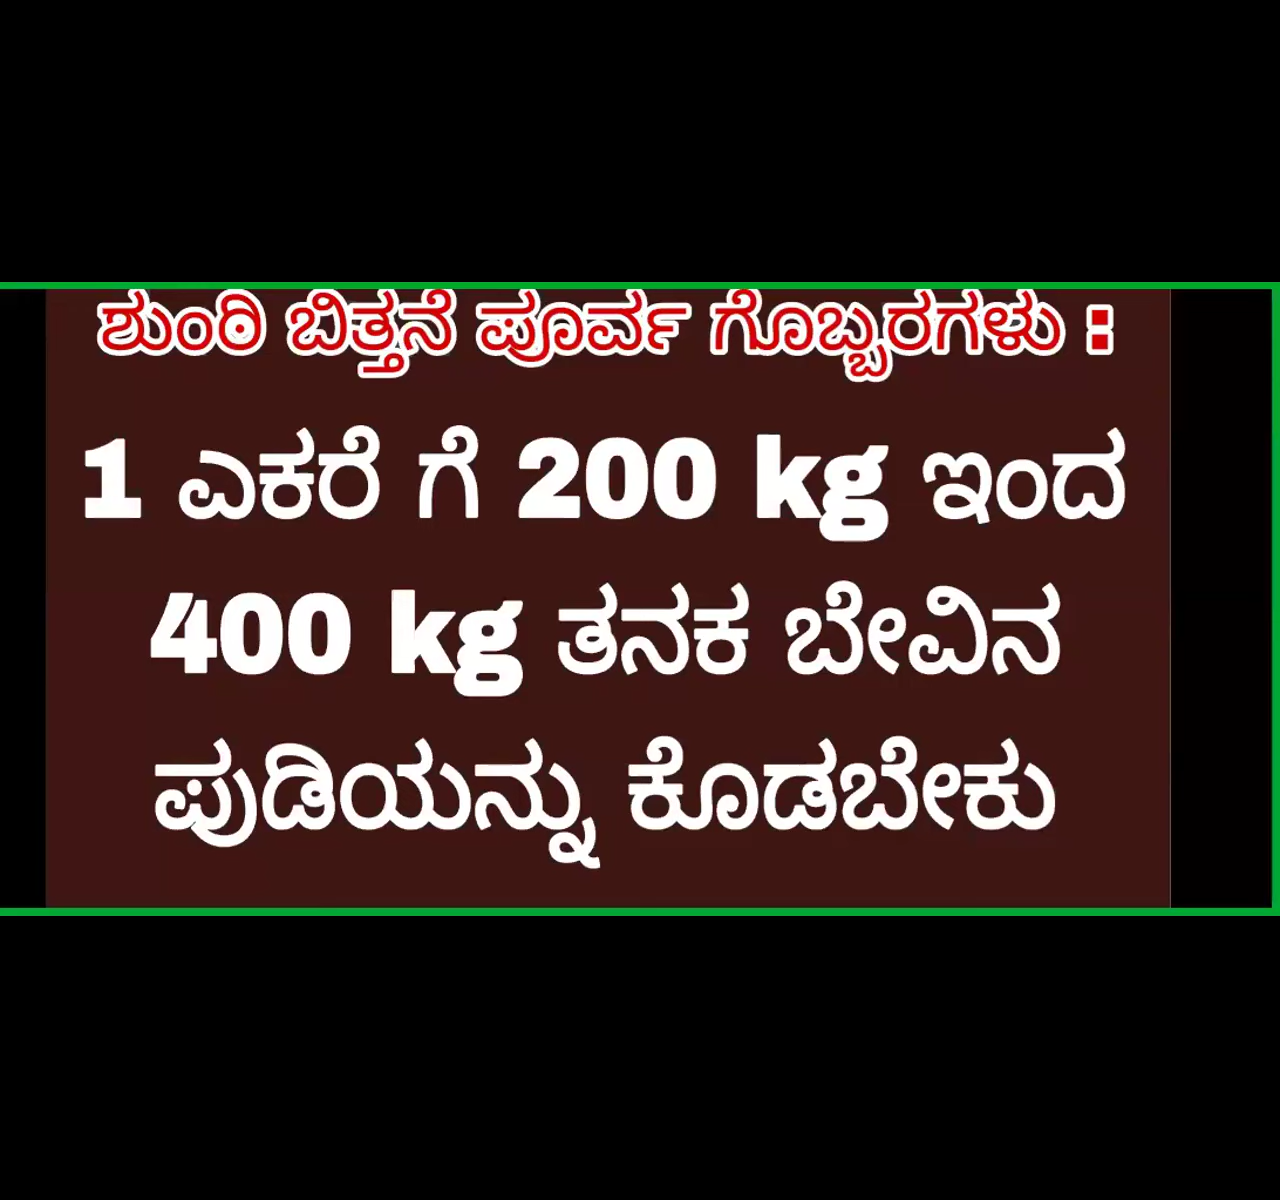 ಶುಂಠಿ ಬಿತ್ತನೆ ಪೂರ್ವ ಗೊಬ್ಬರಗಳು :
1 ಎಕರೆ ಗೆ 200 kg ಇಂದ
400 kg ತನಕ ಬೇವಿನ
ಪುಡಿಯನ್ನು ಕೊಡಬೇಕು